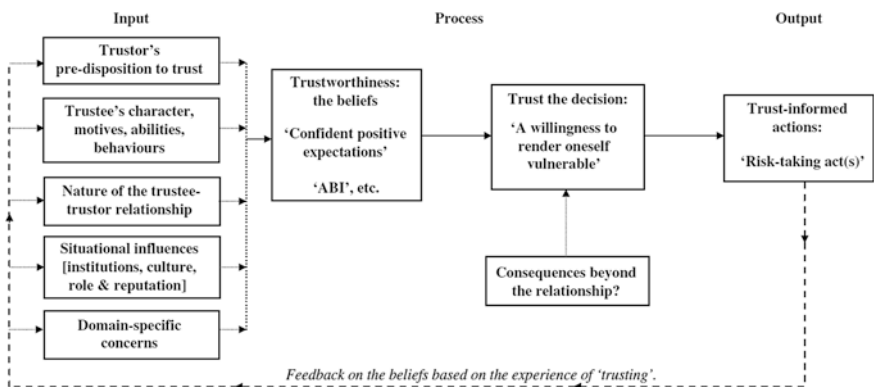 Input
Process
Output
Trustor's
pre-disposition to trust
Trustee's character,
motives, abilities,
behaviours
Nature of the trustee-
trustor relationship
Situational influences
[institutions, culture,
role & reputation]
Domain-specific
concerns
Trustworthiness:
the beliefs
‘Confident positive
expectations’
‘ABI’, etc.
Trust the decision:
‘A willingness to
render oneself
vulnerable’
Consequences beyond
the relationship?
Trust-informed
actions:
‘Risk-taking act(s)’
Feedback on the beliefs based on the experience of ‘trusting’.